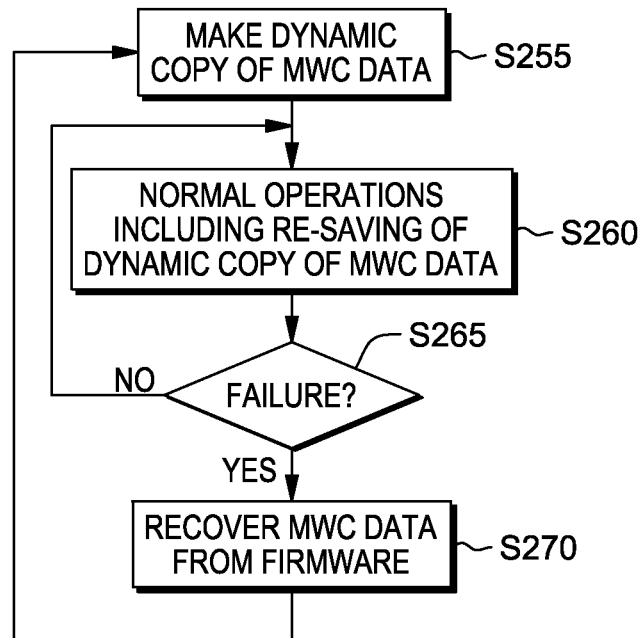 MAKE DYNAMIC
COPY OF MWC DATA
S255
NORMAL OPERATIONS
INCLUDING RE-SAVING OF
DYNAMIC COPY OF MWC DATA
S260
S265
NO
FAILURE?
YES
RECOVER MWC DATA
FROM FIRMWARE
S270